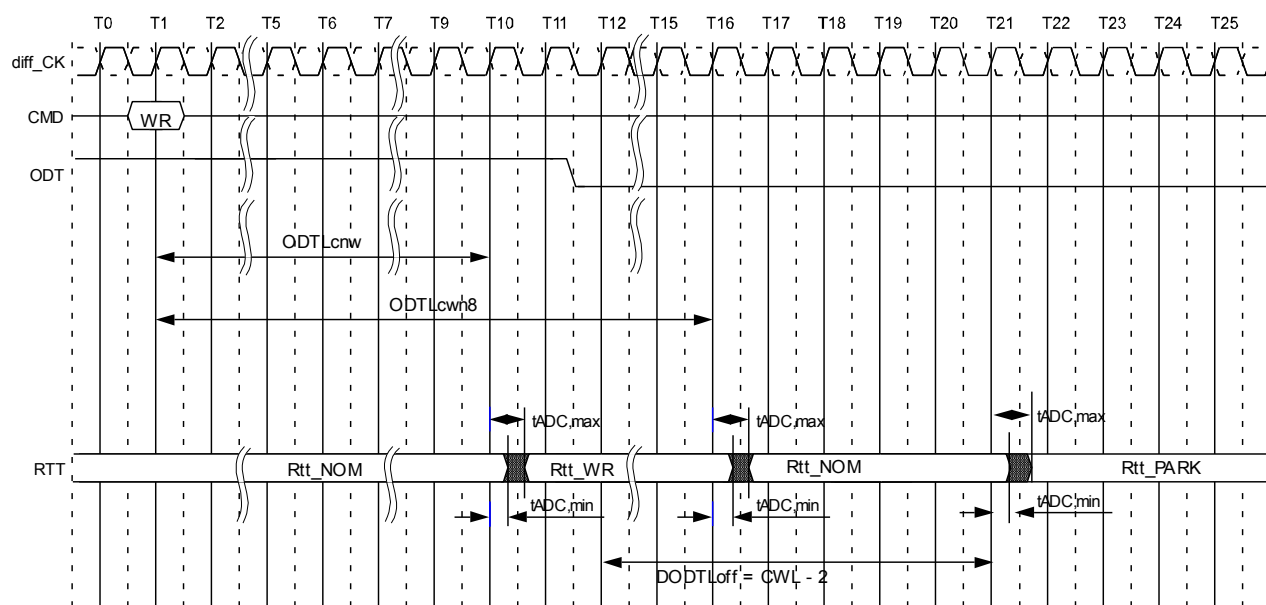 T0 T1 T2 T5 T6 T7 T9 T10 T11 T12 T15 T16 T17 T18 T19 T20 T21 T22 T23 T24 T25
diff_CK
CMD WR
ODT
ODTLcnw
ODTLcwn8
tADC,max tADC,max tADC,max
RTT Rtt_NOM Rtt_WR Rtt_NOM Rtt_PARK
tADC,min tADC,min tADC,min
DODTLoff = CWL - 2